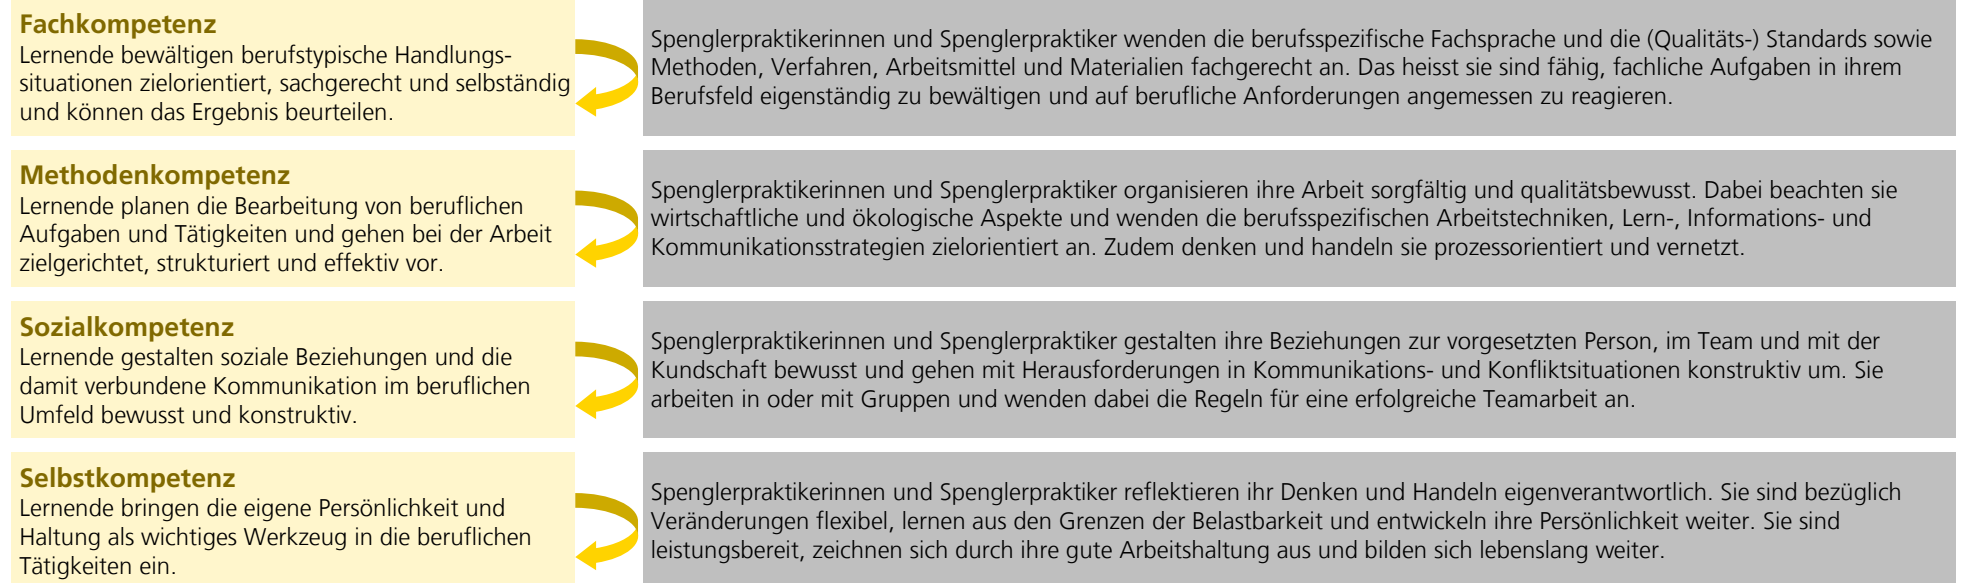 Fachkompetenz
Lernende bewältigen berufstypische Handlungs-
situationen zielorientiert, sachgerecht und selbständig
und können das Ergebnis beurteilen.
Spenglerpraktikerinnen und Spenglerpraktiker wenden die berufsspezifische Fachsprache und die (Qualitäts-) Standards sowie
Methoden, Verfahren, Arbeitsmittel und Materialien fachgerecht an. Das heisst sie sind fähig, fachliche Aufgaben in ihrem
Berufsfeld eigenständig zu bewältigen und auf berufliche Anforderungen angemessen zu reagieren.
Methodenkompetenz
Lernende planen die Bearbeitung von beruflichen
Aufgaben und Tätigkeiten und gehen bei der Arbeit
zielgerichtet, strukturiert und effektiv vor.
Spenglerpraktikerinnen und Spenglerpraktiker organisieren ihre Arbeit sorgfältig und qualitätsbewusst. Dabei beachten sie
wirtschaftliche und ökologische Aspekte und wenden die berufsspezifischen Arbeitstechniken, Lern-, Informations- und
Kommunikationsstrategien zielorientiert an. Zudem denken und handeln sie prozessorientiert und vernetzt.
Sozialkompetenz
Lernende gestalten soziale Beziehungen und die
damit verbundene Kommunikation im beruflichen
Umfeld bewusst und konstruktiv.
Spenglerpraktikerinnen und Spenglerpraktiker gestalten ihre Beziehungen zur vorgesetzten Person, im Team und mit der
Kundschaft bewusst und gehen mit Herausforderungen in Kommunikations- und Konfliktsituationen konstruktiv um. Sie
arbeiten in oder mit Gruppen und wenden dabei die Regeln für eine erfolgreiche Teamarbeit an.
Selbstkompetenz
Lernende bringen die eigene Persönlichkeit und
Haltung als wichtiges Werkzeug in die beruflichen
Tätigkeiten ein.
Spenglerpraktikerinnen und Spenglerpraktiker reflektieren ihr Denken und Handeln eigenverantwortlich. Sie sind bezüglich
Veränderungen flexibel, lernen aus den Grenzen der Belastbarkeit und entwickeln ihre Persönlichkeit weiter. Sie sind
leistungsbereit, zeichnen sich durch ihre gute Arbeitshaltung aus und bilden sich lebenslang weiter.